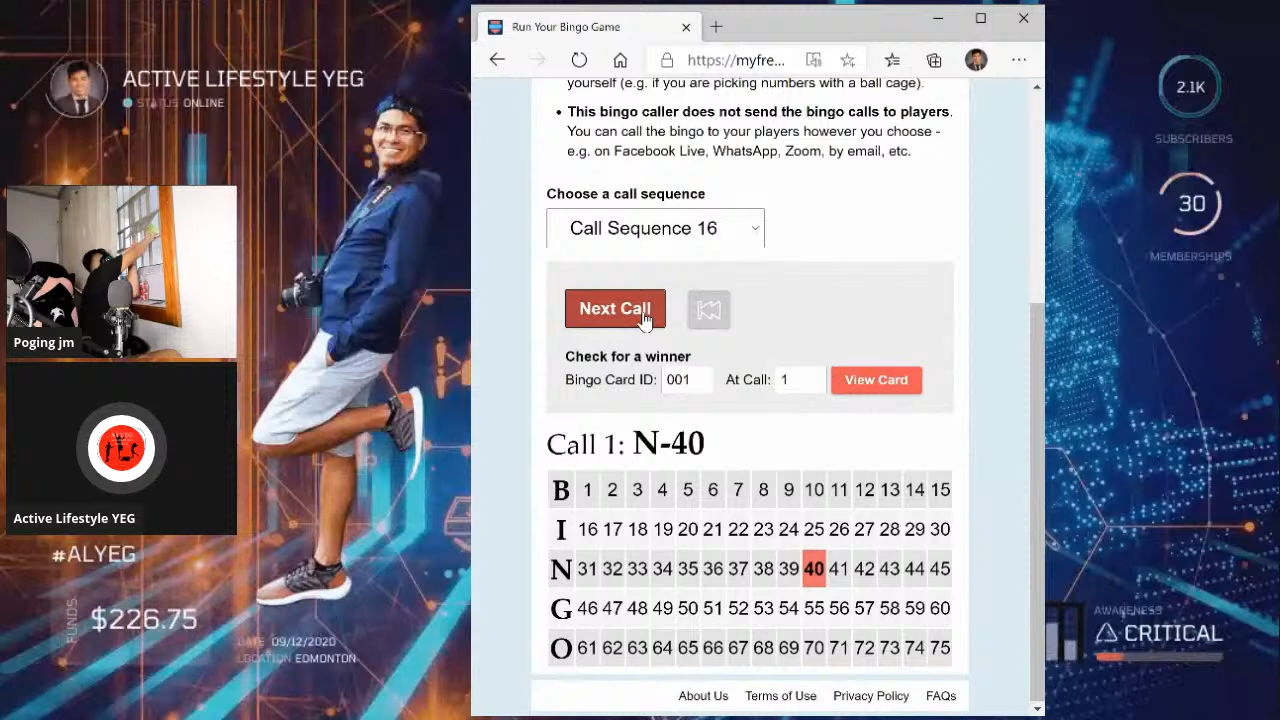 ACTIVE LIFESTYLE YEG
STATUS ONLINE
Poging jm
Active Lifestyle YEG
#ALYEG
FUNDS
$226.75
DATE 09/12/2020
LOCATION EDMONTON
Run Your Bingo Game
https://myfre...
yourself (e.g. if you are picking numbers with a ball cage).
• This bingo caller does not send the bingo calls to players.
You can call the bingo to your players however you choose -
e.g. on Facebook Live, WhatsApp, Zoom, by email, etc.
Choose a call sequence
Call Sequence 16
Next Call
Check for a winner
Bingo Card ID: 001 At Call: 1 View Card
Call 1: N-40
B 1 2 3 4 5 6 7 8 9 10 11 12 13 14 15
I 16 17 18 19 20 21 22 23 24 25 26 27 28 29 30
N 31 32 33 34 35 36 37 38 39 40 41 42 43 44 45
G 46 47 48 49 50 51 52 53 54 55 56 57 58 59 60
O 61 62 63 64 65 66 67 68 69 70 71 72 73 74 75
About Us Terms of Use Privacy Policy FAQs
2.1K
SUBSCRIBERS
30
MEMBERSHIPS
AWARENESS
CRITICAL